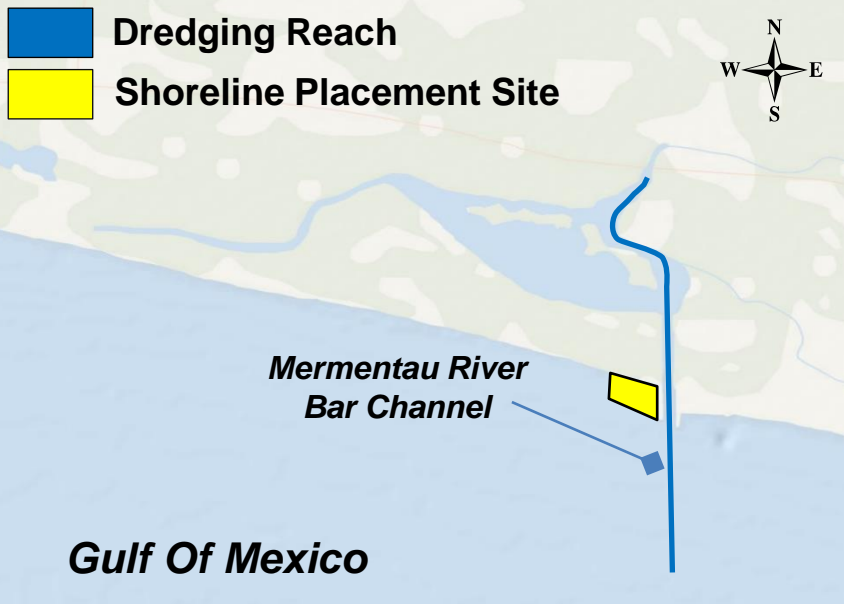 Dredging Reach
Shoreline Placement Site
N
W E
S
Mermentau River
Bar Channel
Gulf Of Mexico